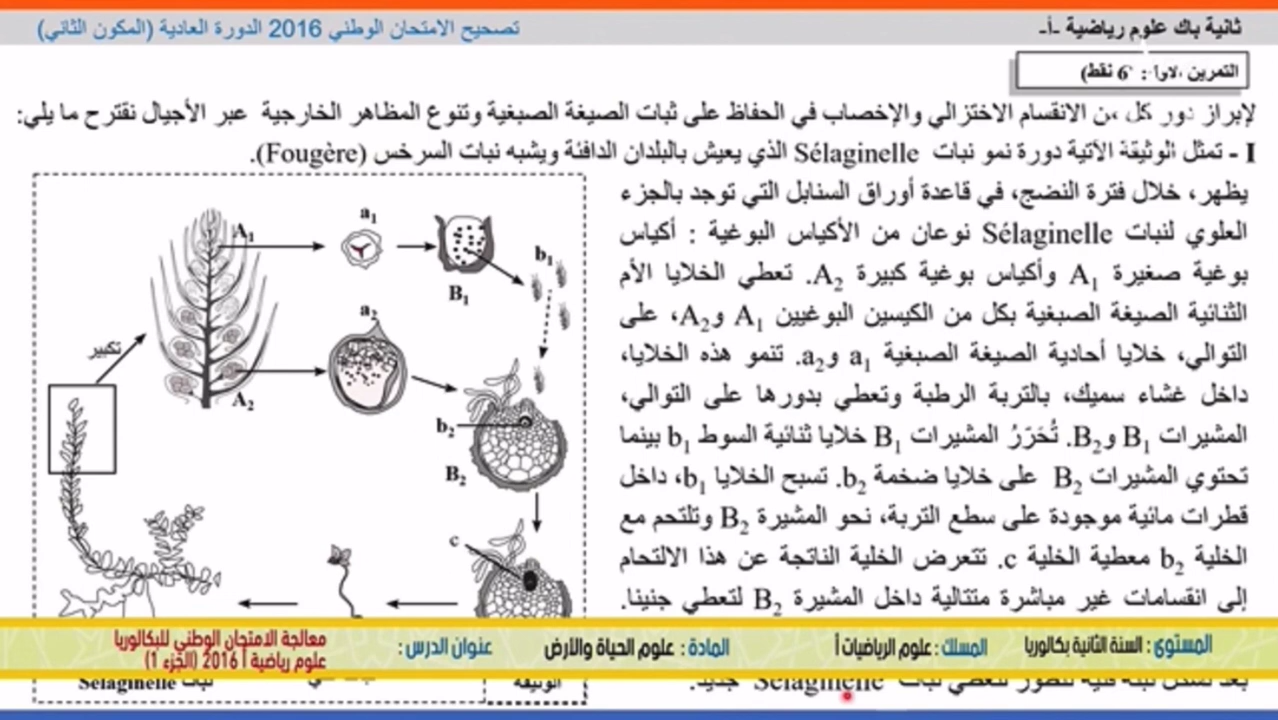 ثانية باك علوم رياضية -أ-
تصحيح الامتحان الوطني 2016 الدورة العادية (المكون الثاني)
التمرين 6 نقط)
لإبراز دور كل من الانقسام الاختزالي والإخصاب في الحفاظ على ثبات الصيغة الصبغية وتنوع المظاهر الخارجية عبر الأجيال نقترح ما يلي:
I - تمثل الوثيقة الآتية دورة نمو نبات Sélaginelle الذي يعيش بالبلدان الدافئة ويشبه نبات السرخس (Fougère).
يظهر، خلال فترة النضج، في قاعدة أوراق السنابل التي توجد بالجزء
العلوي لنبات Sélaginelle نوعان من الأكياس البوغية : أكياس
بوغية صغيرة A1 وأكياس بوغية كبيرة A2. تعطي الخلايا الأم
الثنائية الصيغة الصبغية بكل من الكيسين البوغيين A1 وA2، على
التوالي، خلايا أحادية الصيغة الصبغية a1 وa2. تنمو هذه الخلايا،
داخل غشاء سميك، بالتربة الرطبة وتعطي بدورها على التوالي،
المشيرات B1 وB2. تُحَرِّرُ المشيرات B1 خلايا ثنائية السوط b1 بينما
تحتوي المشيرات B2 على خلايا ضخمة b2. تسبح الخلايا b1، داخل
قطرات مائية موجودة على سطع التربة، نحو المشيرة B2 وتلتحم مع
الخلية b2 معطية الخلية c. تتعرض الخلية الناتجة عن هذا الالتحام
إلى انقسامات غير مباشرة متتالية داخل المشيرة B2 لتعطي جنينا.
Sélaginelle جديد.
A1
a1
B1
b1
a2
A2
تكبير
b2
B2
c
نبات Sélaginelle
الوثيقة
المستوى : السنة الثانية بكالوريا
المسلك : علوم الرياضيات أ
المادة : علوم الحياة والأرض
عنوان الدرس :
معالجة الامتحان الوطني للبكالوريا
علوم رياضية أ 2016 (الجزء 1)